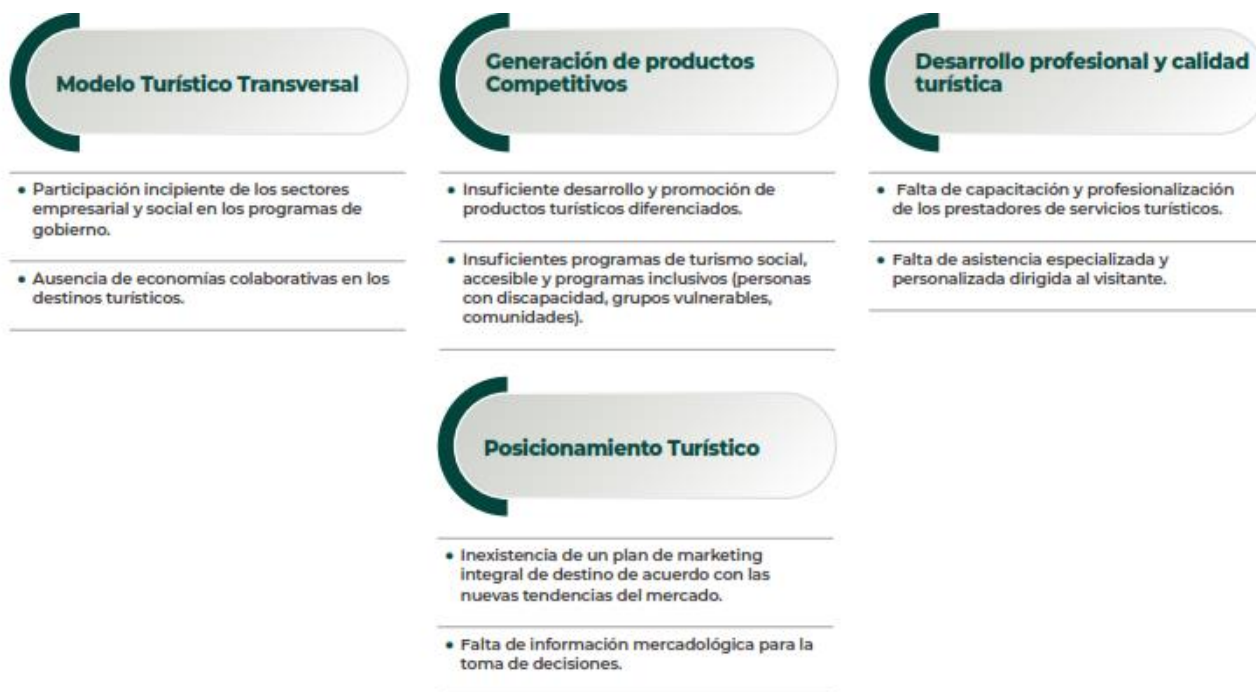 Modelo Turístico Transversal
• Participación incipiente de los sectores
empresarial y social en los programas de
gobierno.
• Ausencia de economías colaborativas en los
destinos turísticos.
Generación de productos
Competitivos
• Insuficiente desarrollo y promoción de
productos turísticos diferenciados.
• Insuficientes programas de turismo social,
accesible y programas inclusivos (personas
con discapacidad, grupos vulnerables,
comunidades).
Desarrollo profesional y calidad
turística
• Falta de capacitación y profesionalización
de los prestadores de servicios turísticos.
• Falta de asistencia especializada y
personalizada dirigida al visitante.
Posicionamiento Turístico
• Inexistencia de un plan de marketing
integral de destino de acuerdo con las
nuevas tendencias del mercado.
• Falta de información mercadológica para la
toma de decisiones.